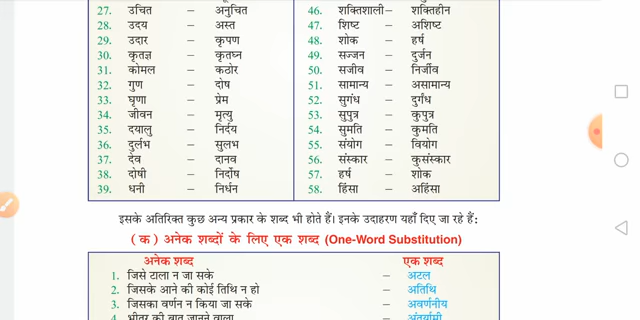 27. उचित – अनुचित
28. उदय – अस्त
29. उदार – कृपण
30. कृतज्ञ – कृतघ्न
31. कोमल – कठोर
32. गुण – दोष
33. घृणा – प्रेम
34. जीवन – मृत्यु
35. दयालु – निर्दय
36. दुर्लभ – सुलभ
37. देव – दानव
38. दोषी – निर्दोष
39. धनी – निर्धन
46. शक्तिशाली – शक्तिहीन
47. शिष्ट – अशिष्ट
48. शोक – हर्ष
49. सज्जन – दुर्जन
50. सजीव – निर्जीव
51. सामान्य – असामान्य
52. सुगंध – दुर्गंध
53. सुपुत्र – कुपुत्र
54. सुमति – कुमति
55. संयोग – वियोग
56. संस्कार – कुसंस्कार
57. हर्ष – शोक
58. हिंसा – अहिंसा
इसके अतिरिक्त कुछ अन्य प्रकार के शब्द भी होते हैं। इनके उदाहरण यहाँ दिए जा रहे हैं:
(क) अनेक शब्दों के लिए एक शब्द (One-Word Substitution)
अनेक शब्द एक शब्द
1. जिसे टाला न जा सके – अटल
2. जिसके आने की कोई तिथि न हो – अतिथि
3. जिसका वर्णन न किया जा सके – अवर्णनीय
4. भीतर की बात जानने वाला – अंतर्यामी